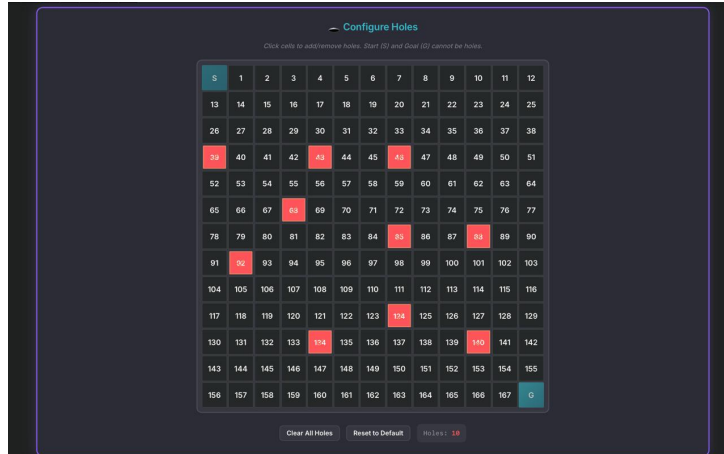 Configure Holes
Click cells to add/remove holes. Start (S) and Goal (G) cannot be holes.
S 1 2 3 4 5 6 7 8 9 10 11 12
13 14 15 16 17 18 19 20 21 22 23 24 25
26 27 28 29 30 31 32 33 34 35 36 37 38
39 40 41 42 43 44 45 46 47 48 49 50 51
52 53 54 55 56 57 58 59 60 61 62 63 64
65 66 67 68 69 70 71 72 73 74 75 76 77
78 79 80 81 82 83 84 85 86 87 88 89 90
91 92 93 94 95 96 97 98 99 100 101 102 103
104 105 106 107 108 109 110 111 112 113 114 115 116
117 118 119 120 121 122 123 124 125 126 127 128 129
130 131 132 133 134 135 136 137 138 139 140 141 142
143 144 145 146 147 148 149 150 151 152 153 154 155
156 157 158 159 160 161 162 163 164 165 166 167 G
Clear All Holes Reset to Default Holes: 10